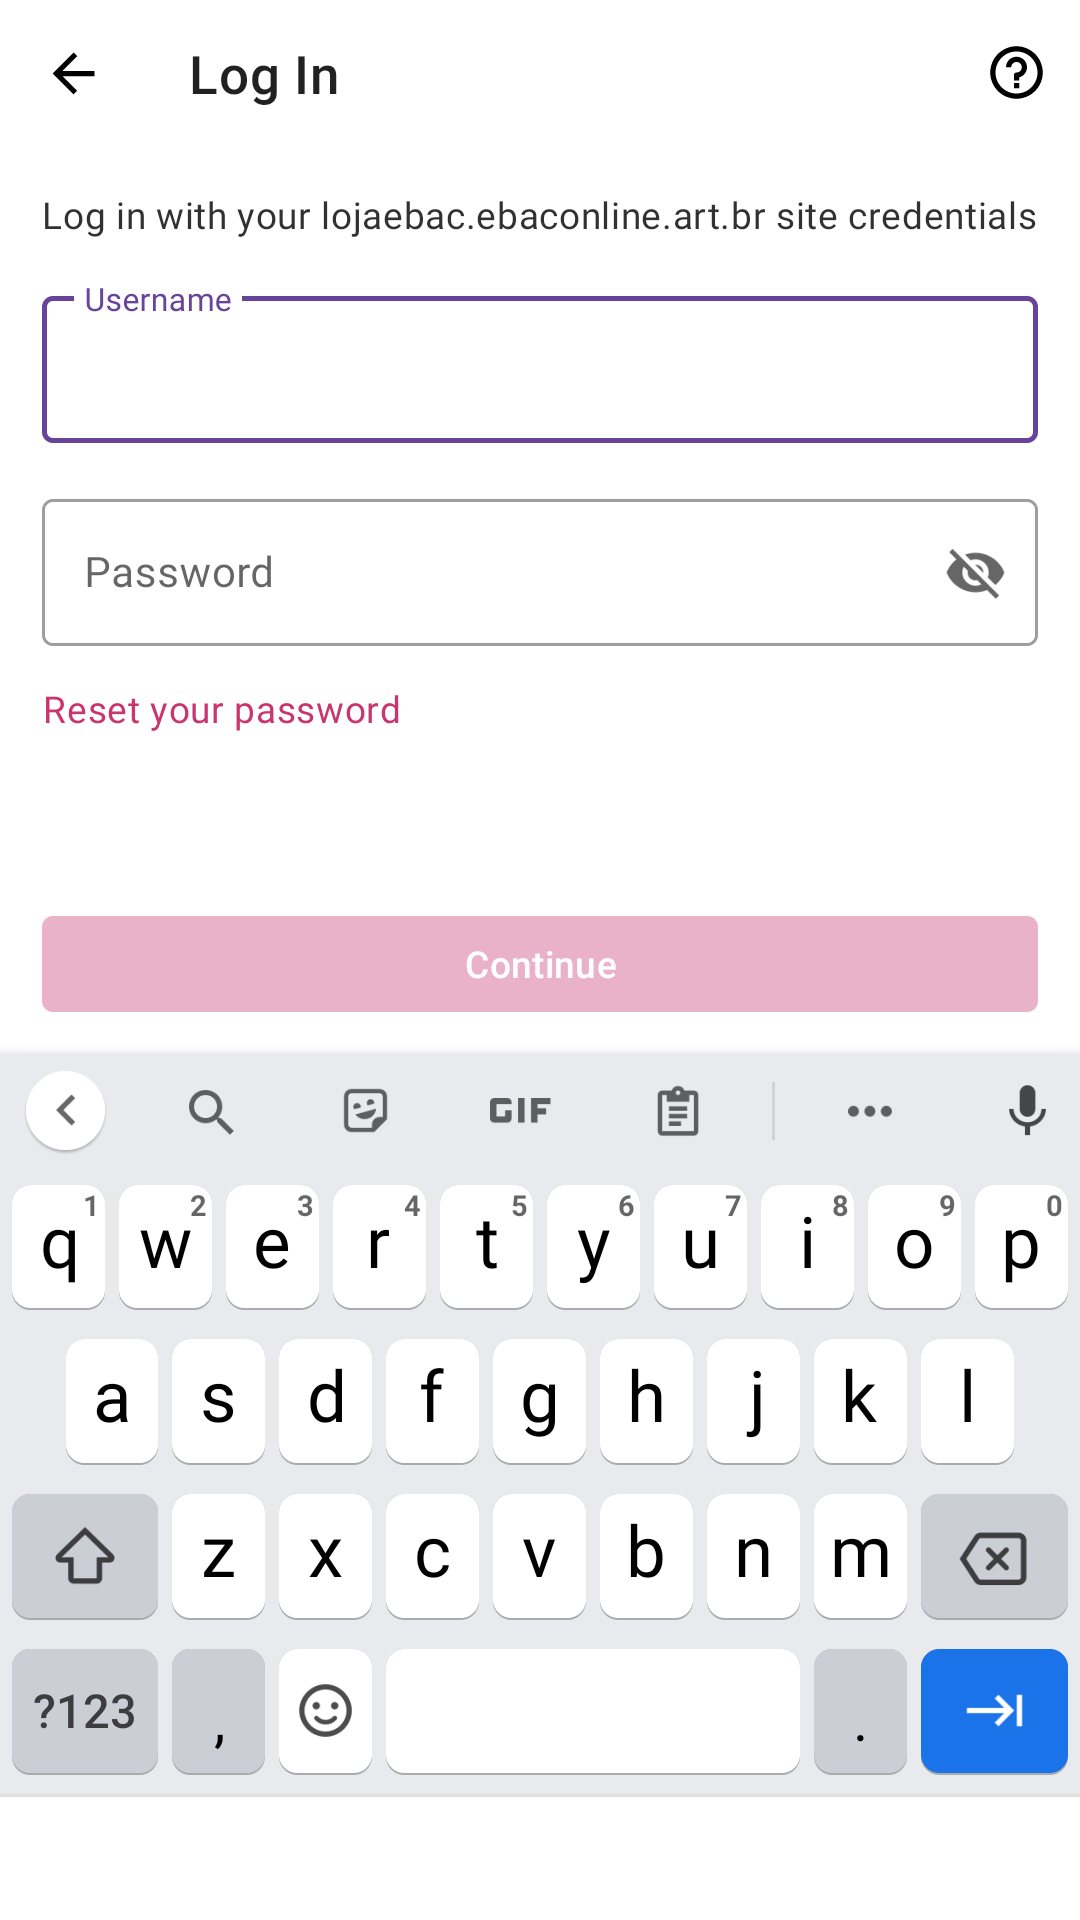 Log In
Log in with your lojaebac.ebaconline.art.br site credentials
Username
Password
Reset your password
Continue
GIF
1 2 3 4 5 6 7 8 9 0
q w e r t y u i o p
a s d f g h j k l
z x c v b n m
?123 , .